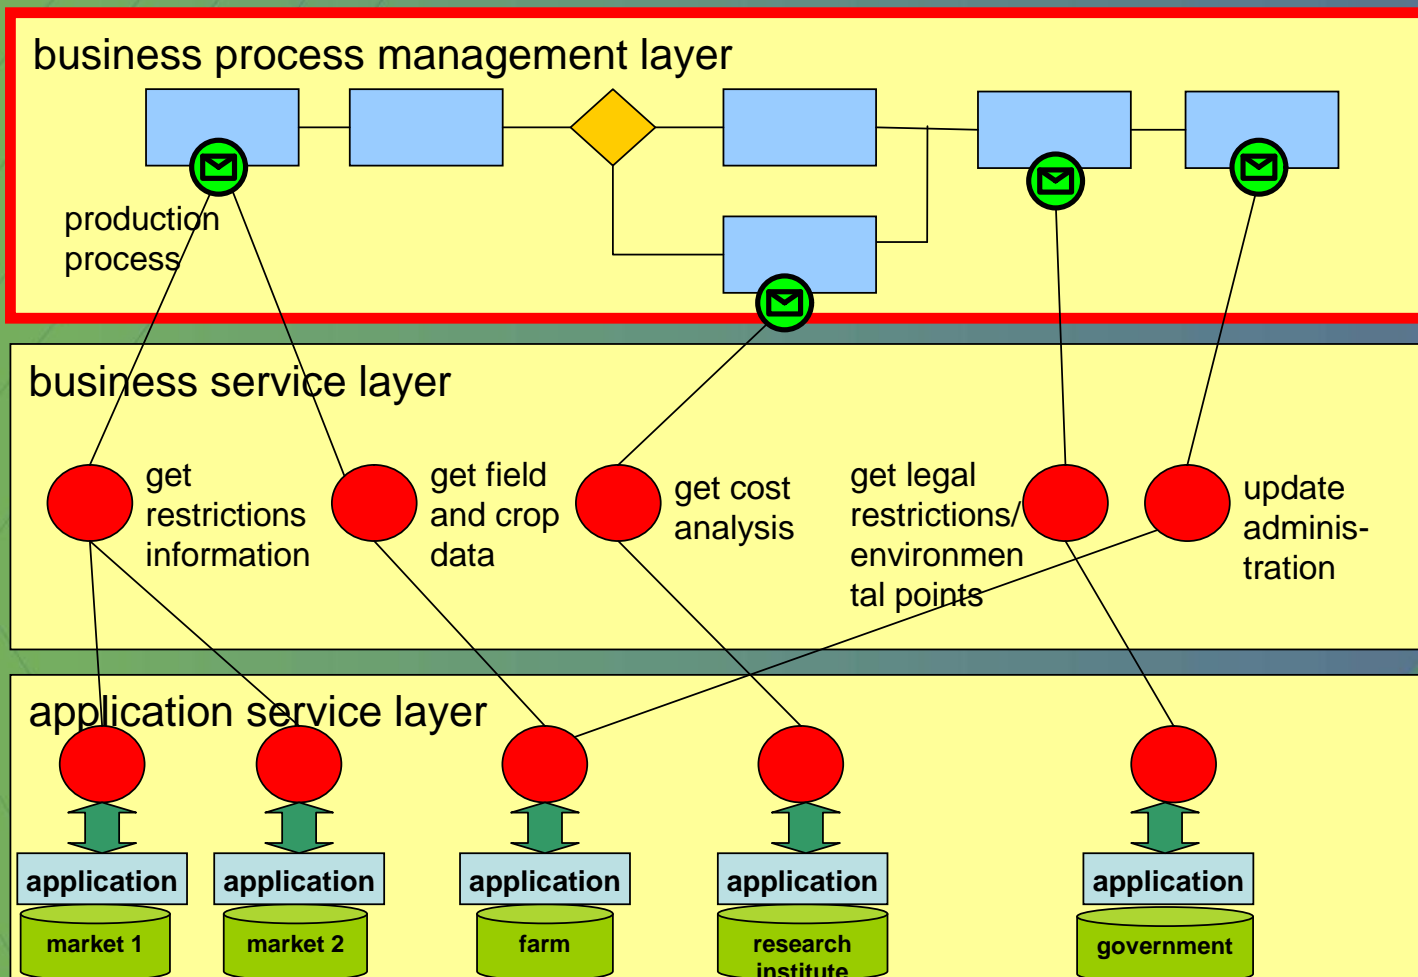 business process management layer
production
process
business service layer
get
restrictions
information
get field
and crop
data
get cost
analysis
get legal
restrictions/
environmen
tal points
update
adminis-
tration
application service layer
application
application
application
application
application
market 1
market 2
farm
research
institute
government